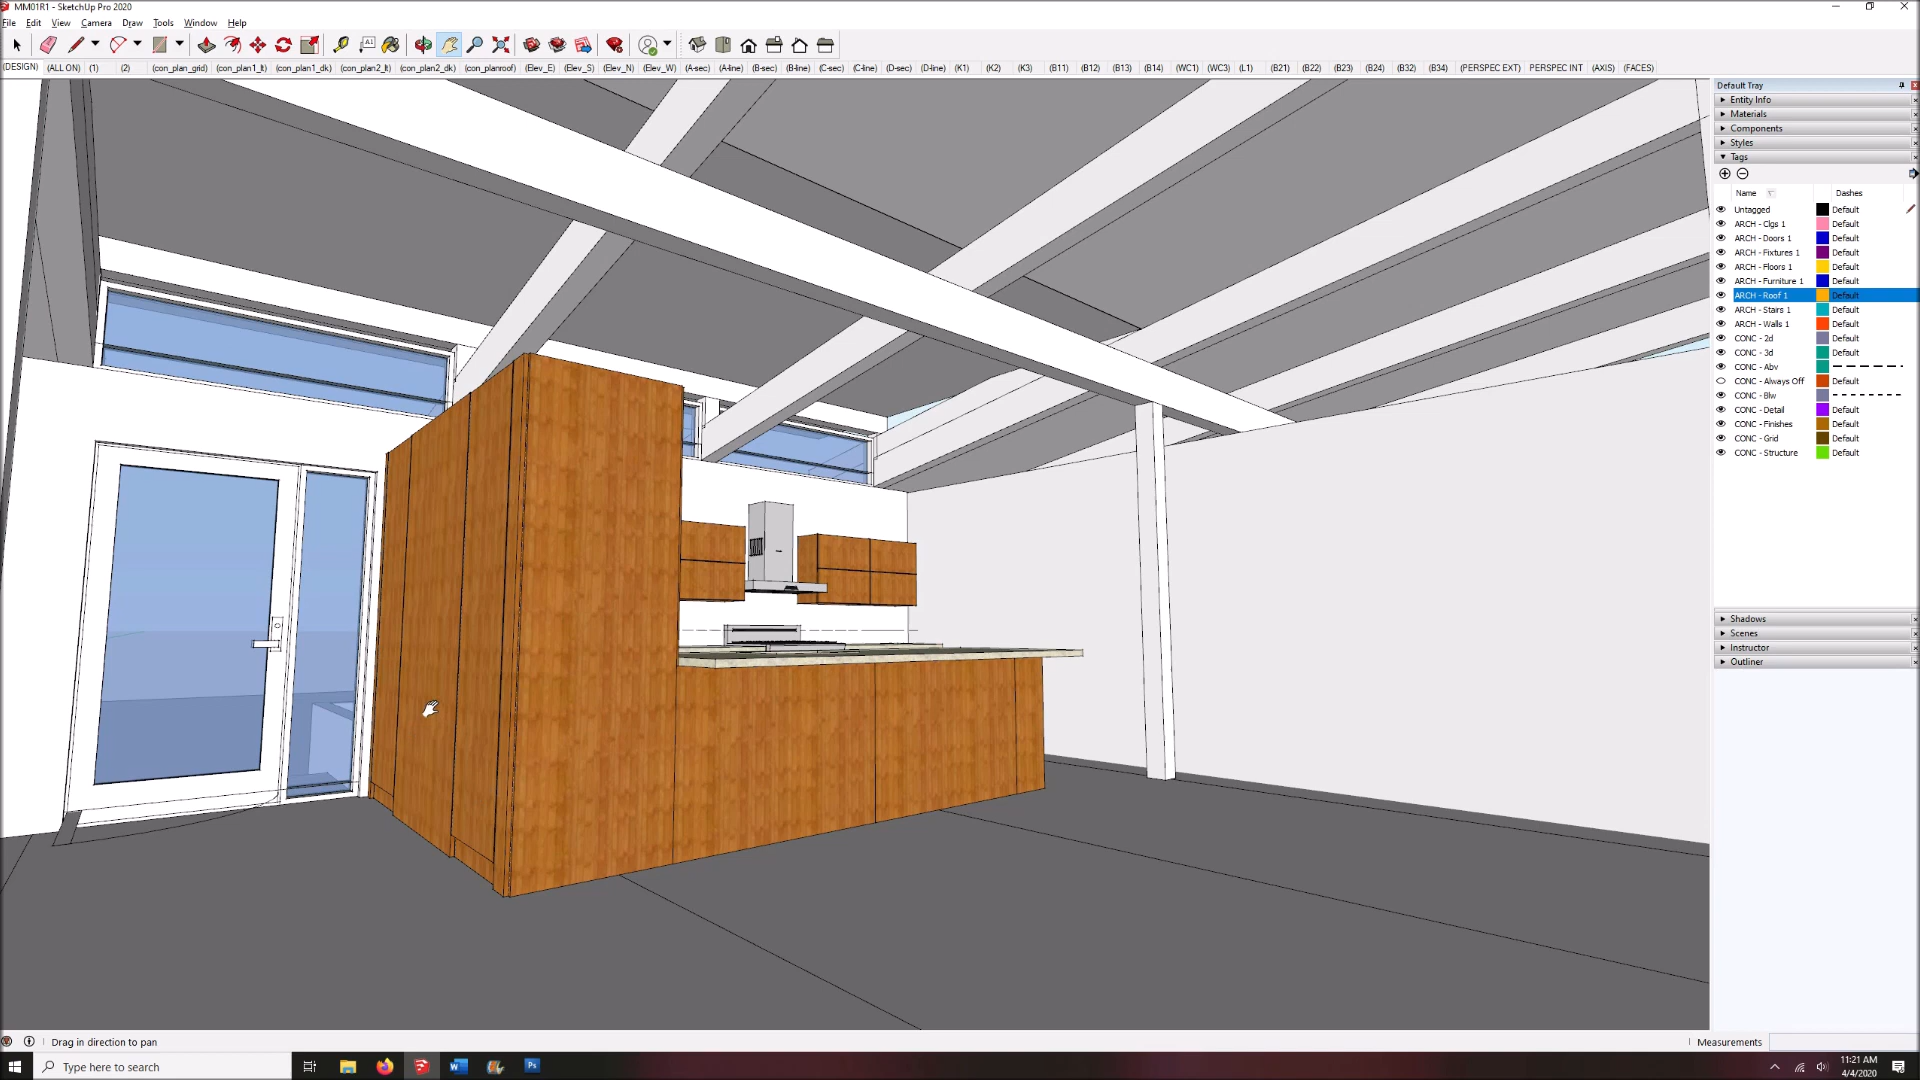 MM01R1 - SketchUp Pro 2020
File Edit View Camera Draw Tools Window Help
A1
(DESIGN) (ALL ON) (1) (2) (con_plan_grid) (con_plan1_lt) (con_plan1_dk) (con_plan2_lt) (con_plan2_dk) (con_planroof) (Elev_E) (Elev_S) (Elev_N) (Elev_W) (A-sec) (A-line) (B-sec) (B-line) (C-sec) (C-line) (D-sec) (D-line) (K1) (K2) (K3) (B11) (B12) (B13) (B14) (WC1) (WC3) (L1) (B21) (B22) (B23) (B24) (B32) (B34) (PERSPEC EXT) PERSPEC INT (AXIS) (FACES)
Default Tray
Entity Info
Materials
Components
Styles
Tags
Name Dashes
Untagged Default
ARCH - Clgs 1 Default
ARCH - Doors 1 Default
ARCH - Fixtures 1 Default
ARCH - Floors 1 Default
ARCH - Furniture 1 Default
ARCH - Roof 1 Default
ARCH - Stairs 1 Default
ARCH - Walls 1 Default
CONC - 2d Default
CONC - 3d Default
CONC - Abv
CONC - Always Off Default
CONC - Blw
CONC - Detail Default
CONC - Finishes Default
CONC - Grid Default
CONC - Structure Default
Shadows
Scenes
Instructor
Outliner
Drag in direction to pan
Measurements
Type here to search
11:21 AM
4/4/2020